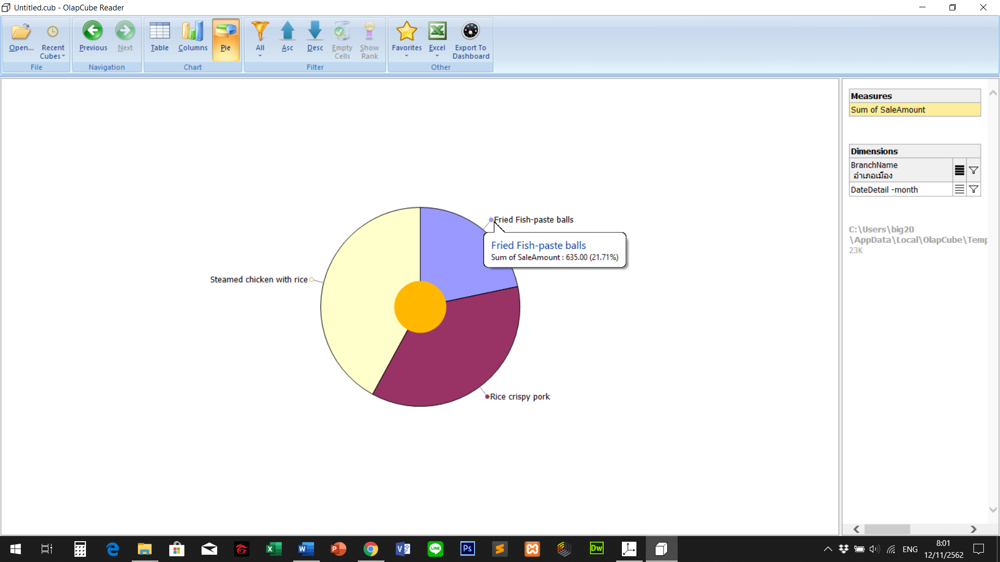 Untitled.cub - OlapCube Reader
Open...
Recent
Cubes
File
Previous
Next
Navigation
Table
Columns
Pie
Chart
All
Asc
Desc
Empty
Cells
Show
Rank
Filter
Favorites
Excel
Export To
Dashboard
Other
Measures
Sum of SaleAmount
Dimensions
BranchName
อำเภอเมือง
DateDetail -month
C:\Users\big20
\AppData\Local\OlapCube\Temp
23K
Fried Fish-paste balls
Fried Fish-paste balls
Sum of SaleAmount : 635.00 (21.71%)
Steamed chicken with rice
Rice crispy pork
LINE
Ps
Dw
ENG
8:01
12/11/2562